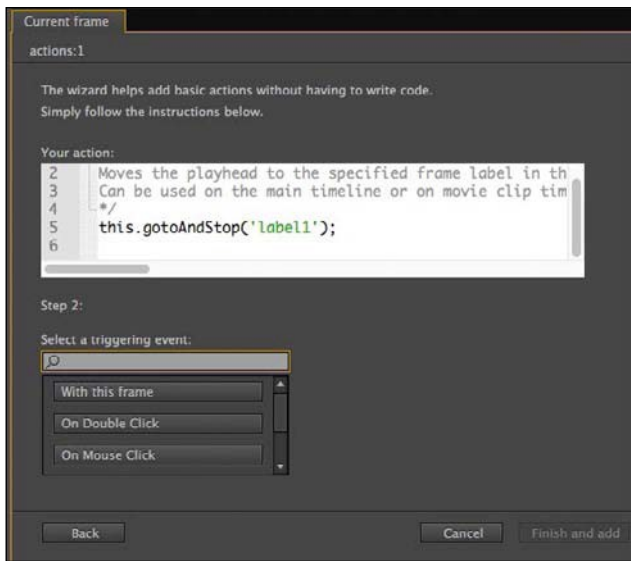 Current frame
actions:1
The wizard helps add basic actions without having to write code.
Simply follow the instructions below.
Your action:
2 Moves the playhead to the specified frame label in th
3 Can be used on the main timeline or on movie clip tim
4 */
5 this.gotoAndStop('label1');
6
Step 2:
Select a triggering event:
With this frame
On Double Click
On Mouse Click
Back Cancel Finish and add